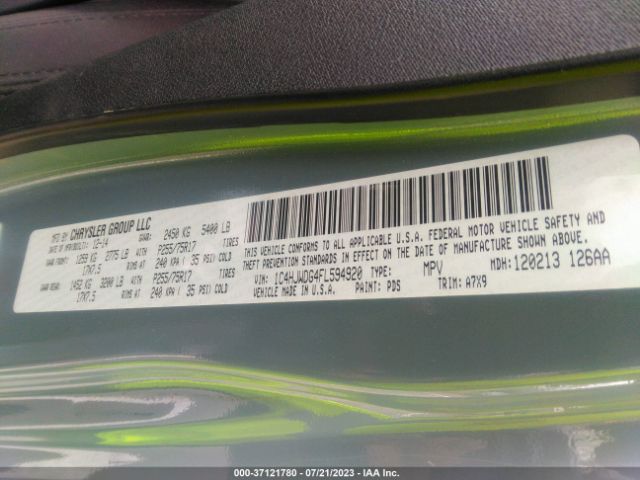 MFG BY: CHRYSLER GROUP LLC
DATE OF MFR(BUILT): 12-14 GVWR: 2450 KG 5400 LB
GAWR FRONT: 1259 KG 2775 LB WITH P255/75R17 TIRES
17X7.5 RIMS AT 240 KPA( 35 PSI) COLD
GAWR REAR: 1452 KG 3200 LB WITH P255/75R17 TIRES
17X7.5 RIMS AT 240 KPA( 35 PSI) COLD
THIS VEHICLE CONFORMS TO ALL APPLICABLE U.S.A. FEDERAL MOTOR VEHICLE SAFETY AND
THEFT PREVENTION STANDARDS IN EFFECT ON THE DATE OF MANUFACTURE SHOWN ABOVE.
VIN: 1C4HJWDG4FL594920 TYPE: MPV MDH: 120213 126AA
VEHICLE MADE IN U.S.A. PAINT: PDS TRIM: A7X9
000-37121780 - 07/21/2023 - IAA Inc.